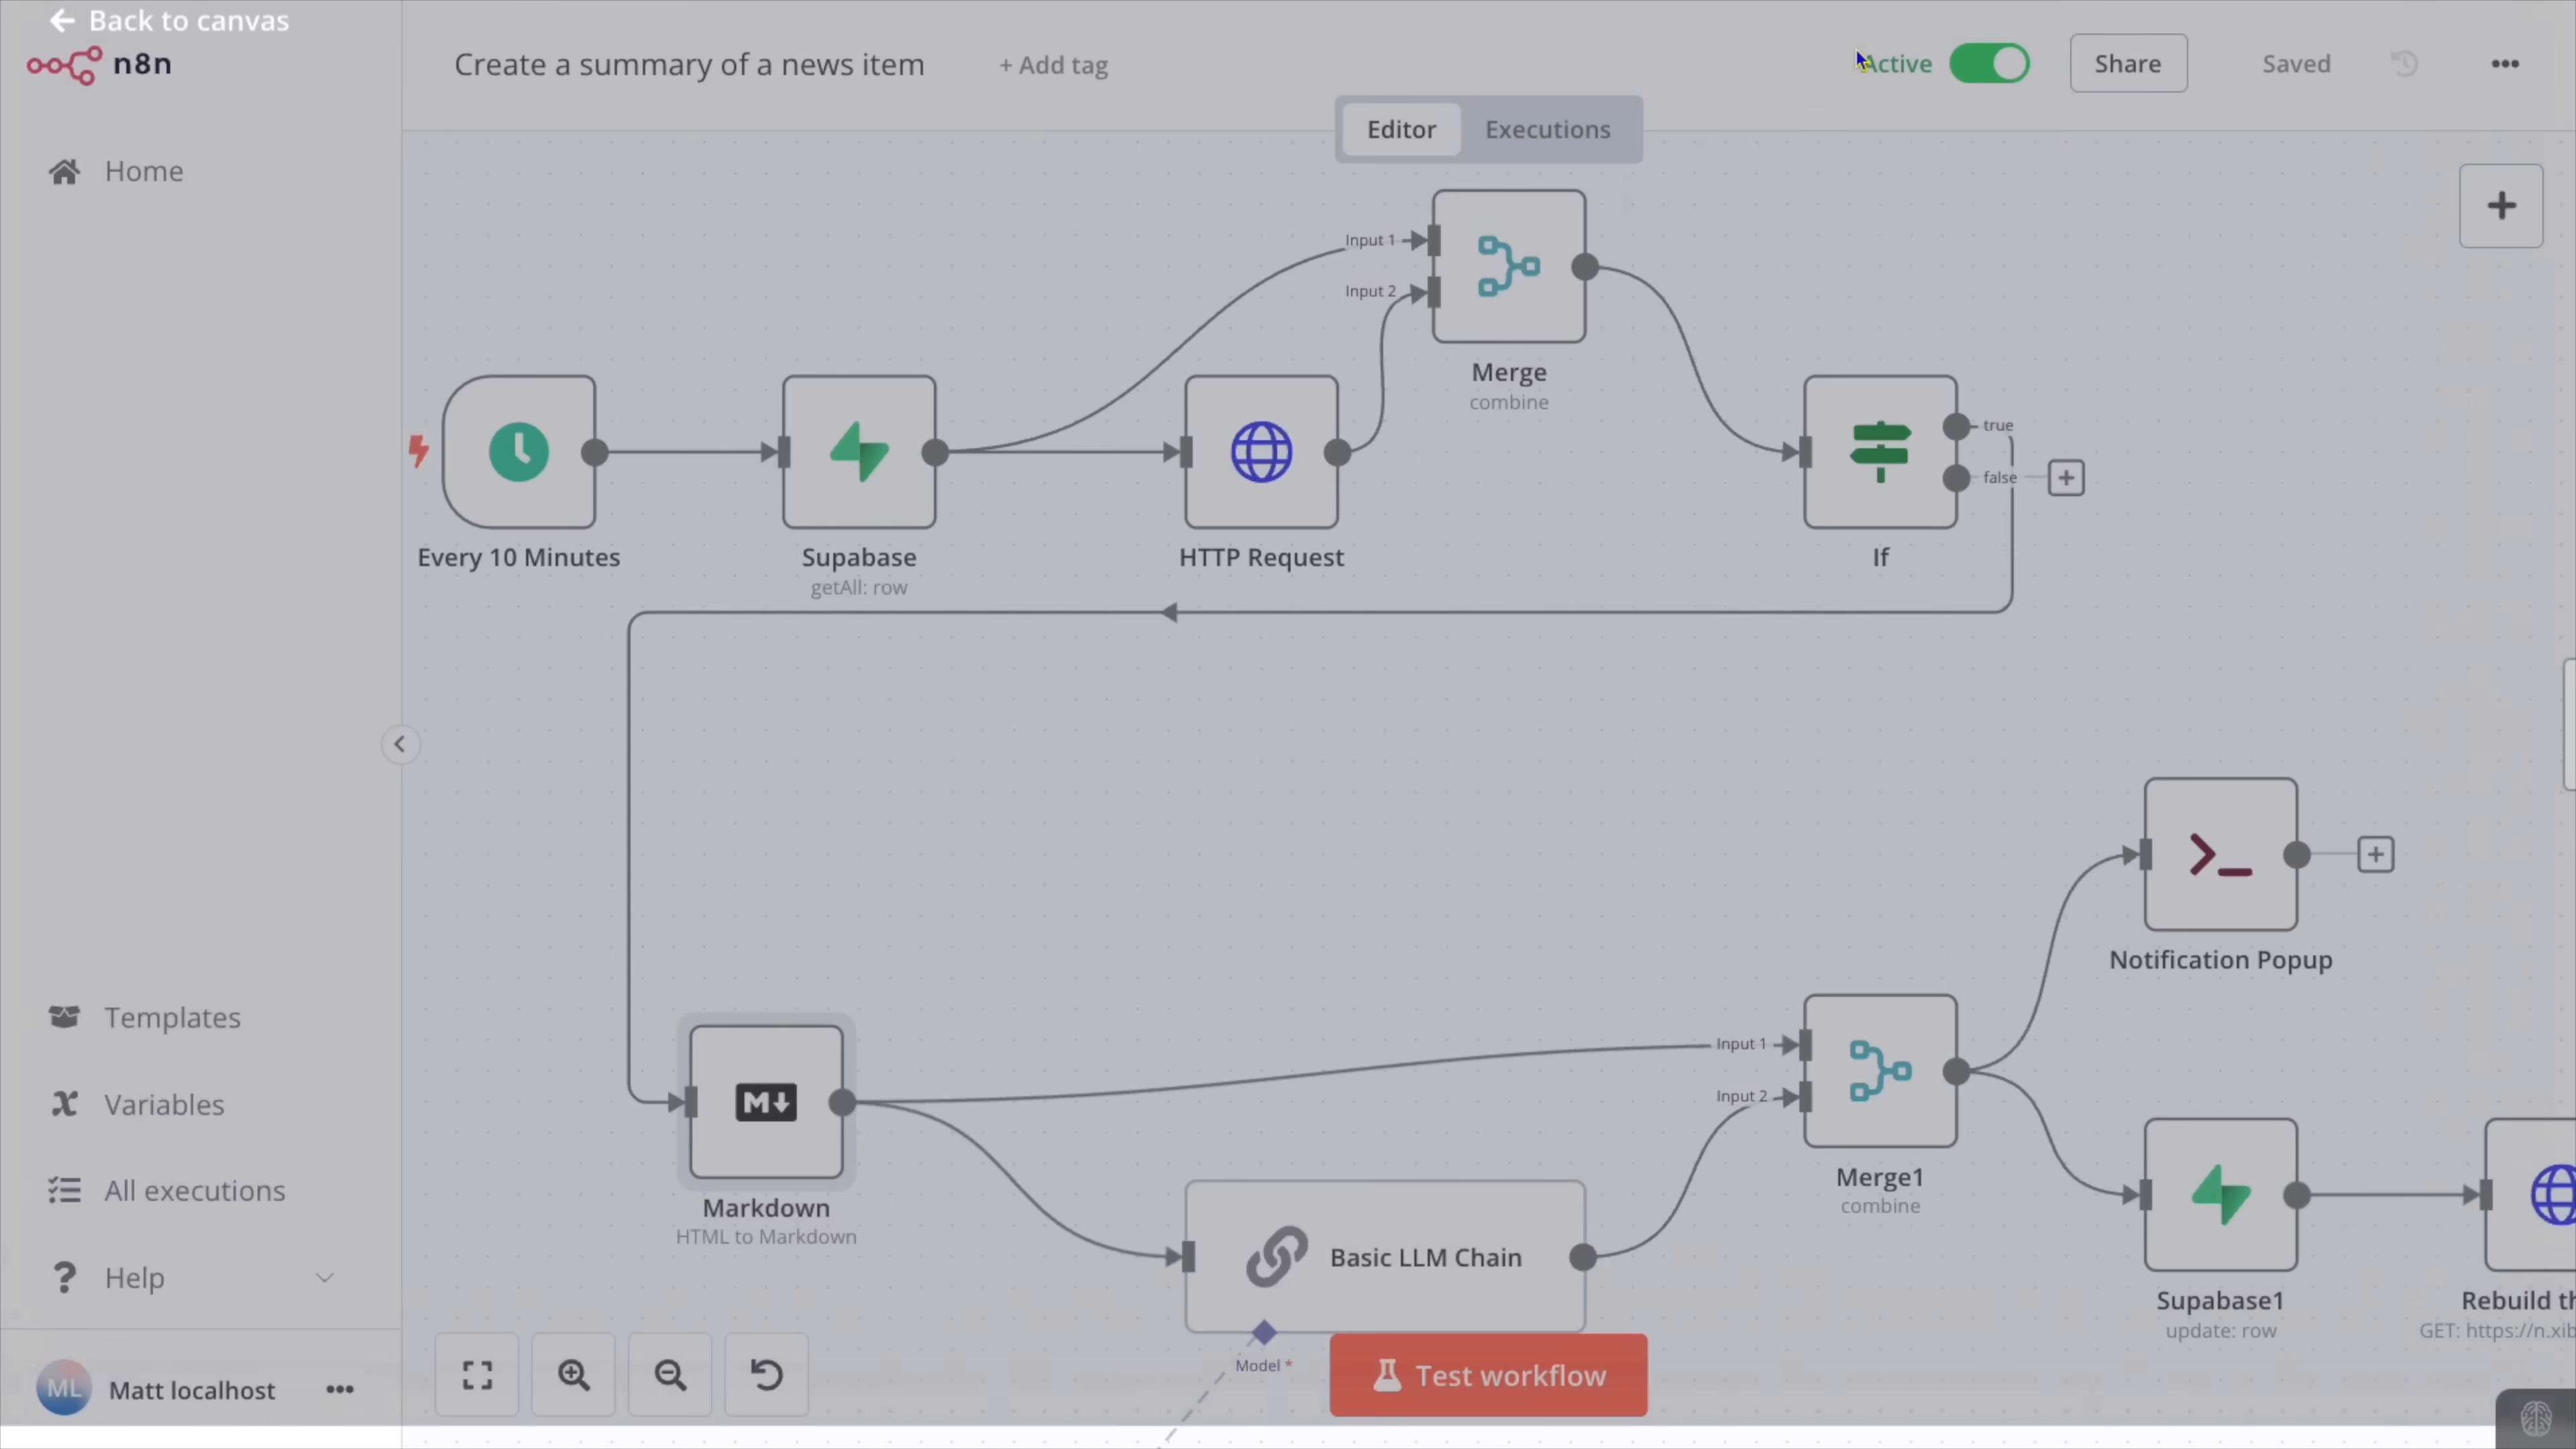 Back to canvas
n8n
Create a summary of a news item
+ Add tag
Active
Share
Saved
Editor
Executions
Home
Input 1
Input 2
Merge
combine
true
false
Every 10 Minutes
Supabase
getAll: row
HTTP Request
If
Notification Popup
Input 1
Input 2
Merge1
combine
M
Markdown
HTML to Markdown
Basic LLM Chain
Model *
Supabase1
update: row
Rebuild
GET: https://n.xib
Templates
Variables
All executions
Help
ML
Matt localhost
Test workflow